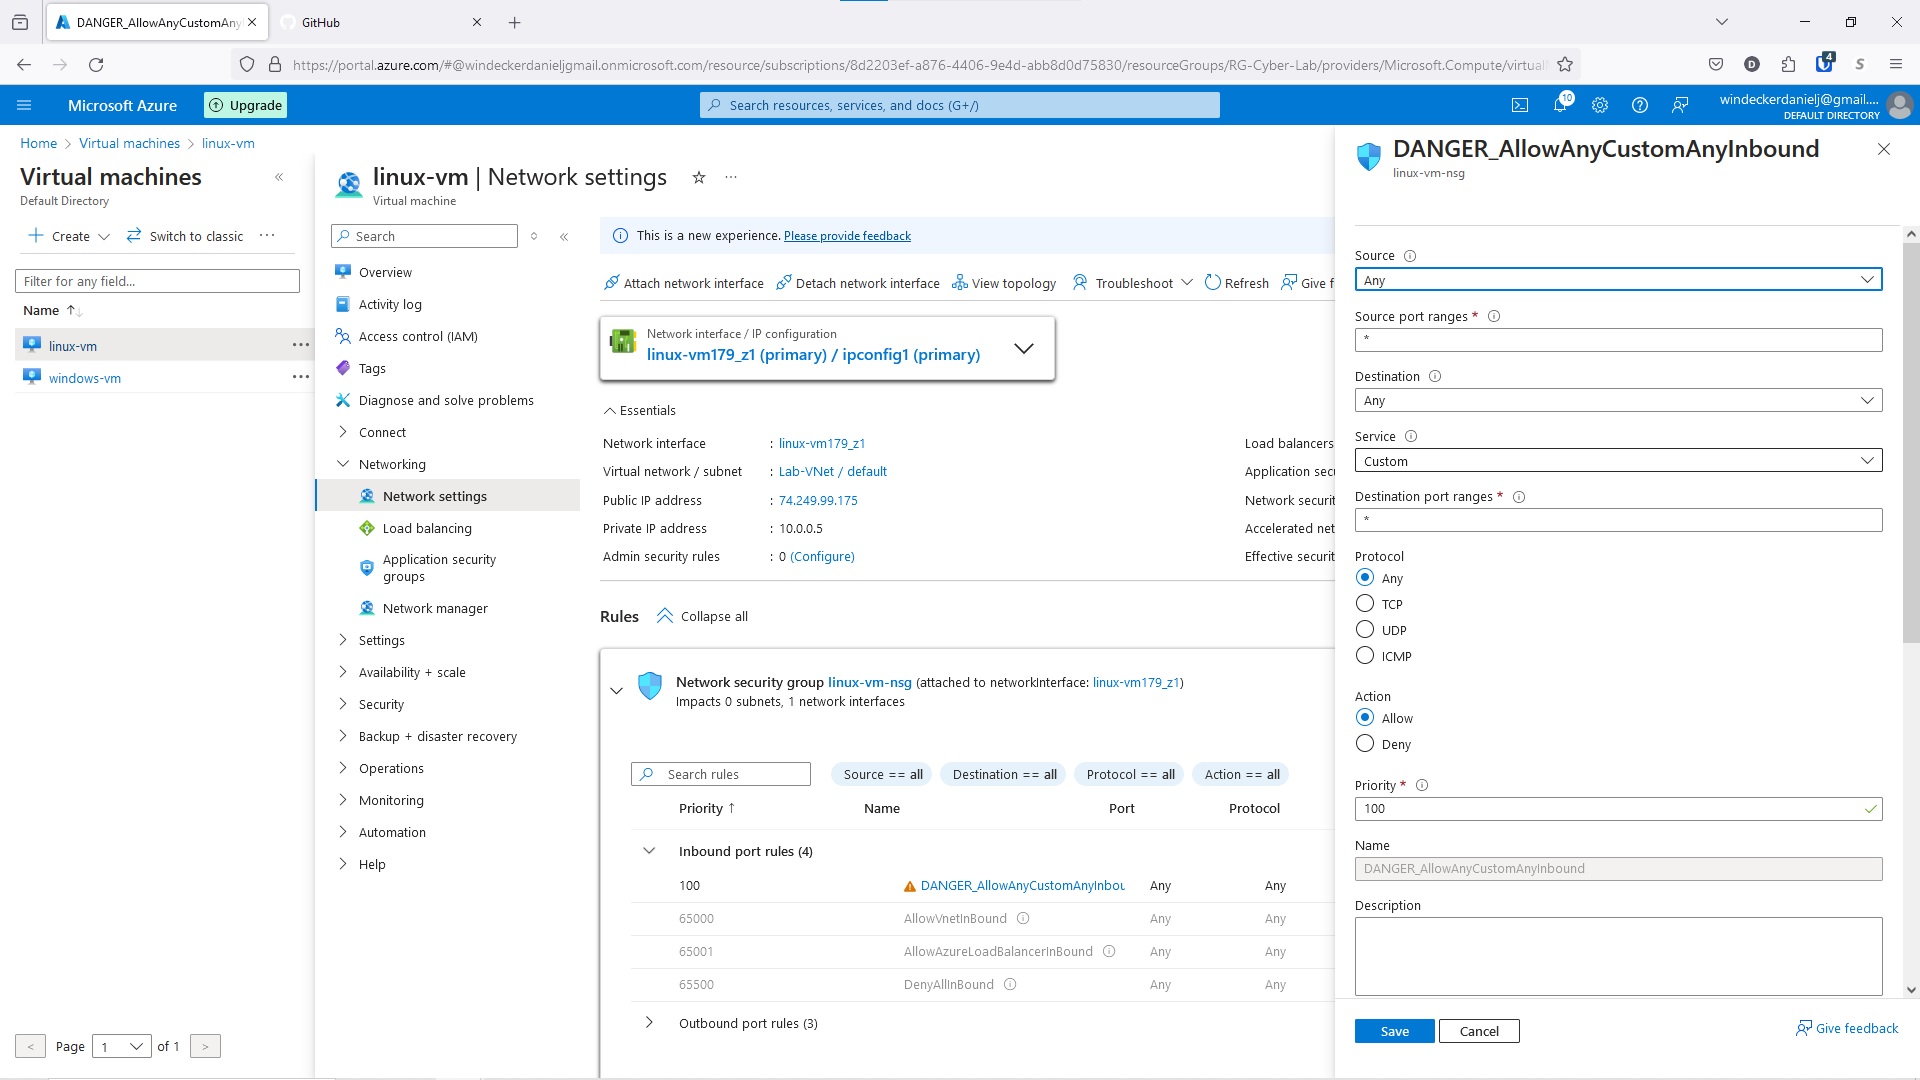 DANGER_AllowAnyCustomAny
GitHub
https://portal.azure.com/#@windeckerdanieljgmail.onmicrosoft.com/resource/subscriptions/8d2203ef-a876-4406-9e4d-abb8d0d75830/resourceGroups/RG-Cyber-Lab/providers/Microsoft.Compute/virtual
D
4
S
Microsoft Azure
Upgrade
Search resources, services, and docs (G+/)
10
windeckerdanielj@gmail....
DEFAULT DIRECTORY
Home > Virtual machines > linux-vm
Virtual machines
Default Directory
Create
Switch to classic
...
Filter for any field...
Name ↑↓
linux-vm ...
windows-vm ...
< Page 1 of 1 >
linux-vm | Network settings
...
Virtual machine
Search
Overview
Activity log
Access control (IAM)
Tags
Diagnose and solve problems
Connect
Networking
Network settings
Load balancing
Application security
groups
Network manager
Settings
Availability + scale
Security
Backup + disaster recovery
Operations
Monitoring
Automation
Help
This is a new experience. Please provide feedback
Attach network interface
Detach network interface
View topology
Troubleshoot
Refresh
Give f
Network interface / IP configuration
linux-vm179_z1 (primary) / ipconfig1 (primary)
Essentials
Network interface : linux-vm179_z1
Virtual network / subnet : Lab-VNet / default
Public IP address : 74.249.99.175
Private IP address : 10.0.0.5
Admin security rules : 0 (Configure)
Load balancers
Application secu
Network securit
Accelerated net
Effective securit
Rules
Collapse all
Network security group linux-vm-nsg (attached to networkInterface: linux-vm179_z1)
Impacts 0 subnets, 1 network interfaces
Search rules
Source == all
Destination == all
Protocol == all
Action == all
Priority ↑ Name Port Protocol
Inbound port rules (4)
100 DANGER_AllowAnyCustomAnyInbou Any Any
65000 AllowVnetInBound Any Any
65001 AllowAzureLoadBalancerInBound Any Any
65500 DenyAllInBound Any Any
Outbound port rules (3)
DANGER_AllowAnyCustomAnyInbound
linux-vm-nsg
Source
Any
Source port ranges *
*
Destination
Any
Service
Custom
Destination port ranges *
*
Protocol
Any
TCP
UDP
ICMP
Action
Allow
Deny
Priority *
100
Name
DANGER_AllowAnyCustomAnyInbound
Description
Save
Cancel
Give feedback